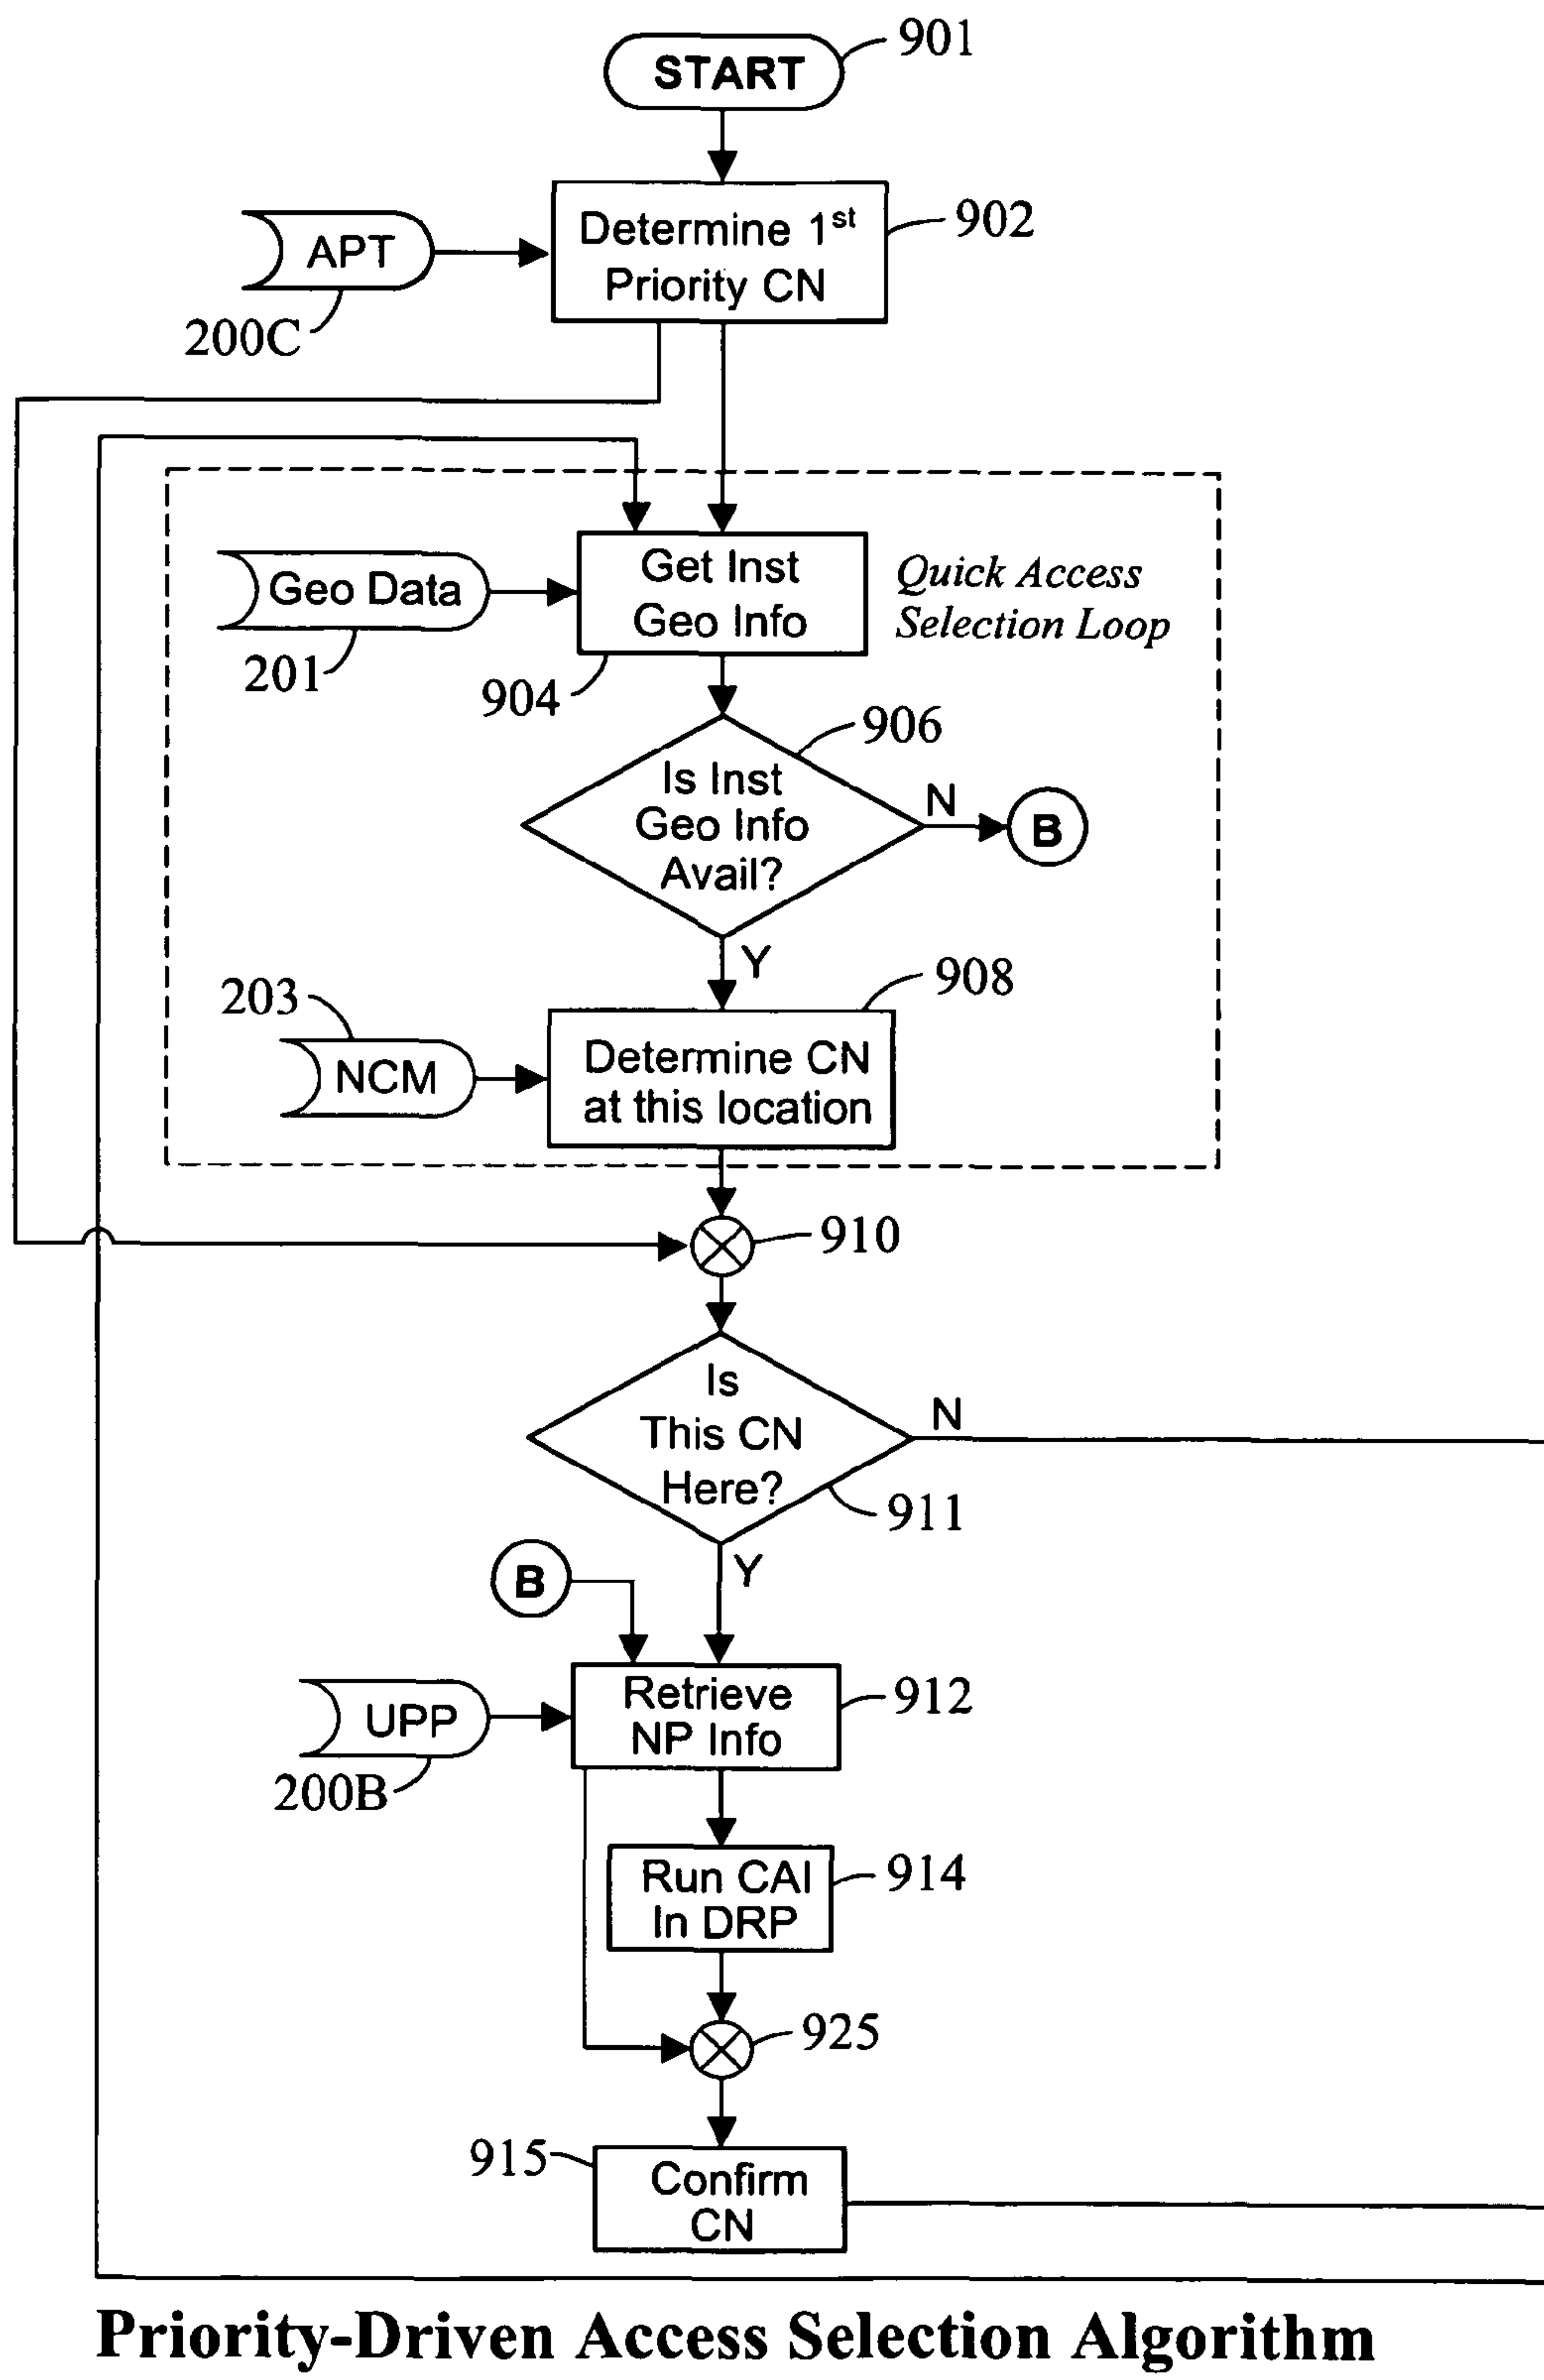 START
901
Determine 1st
Priority CN
902
APT
200C
Geo Data
201
Get Inst
Geo Info
904
Quick Access
Selection Loop
Is Inst
Geo Info
Avail?
906
N
B
Y
203
NCM
Determine CN
at this location
908
910
Is
This CN
Here?
N
911
B
Y
UPP
200B
Retrieve
NP Info
912
Run CAI
In DRP
914
925
915
Confirm
CN
Priority-Driven Access Selection Algorithm